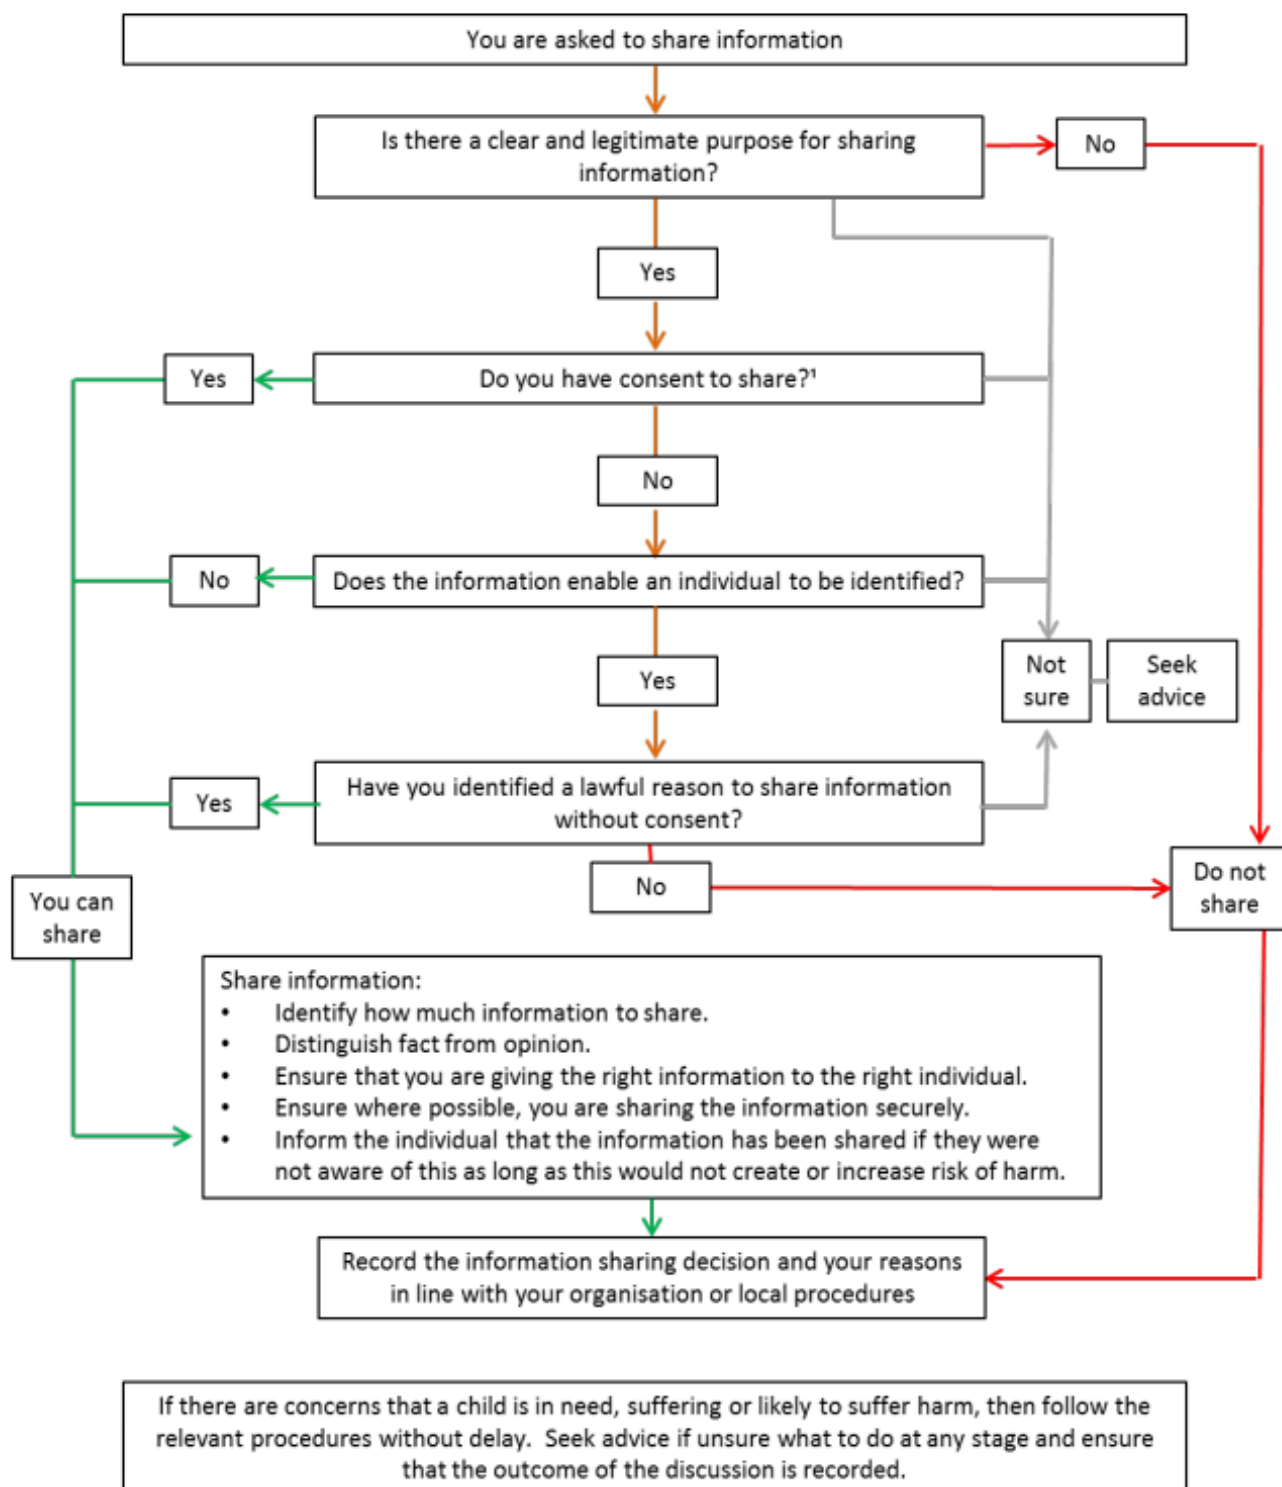 You are asked to share information
Is there a clear and legitimate purpose for sharing
information?
No
Yes
Yes
Do you have consent to share?¹
No
No
Does the information enable an individual to be identified?
Yes
Not
sure
Seek
advice
Yes
Have you identified a lawful reason to share information
without consent?
No
Do not
share
You can
share
Share information:
• Identify how much information to share.
• Distinguish fact from opinion.
• Ensure that you are giving the right information to the right individual.
• Ensure where possible, you are sharing the information securely.
• Inform the individual that the information has been shared if they were
not aware of this as long as this would not create or increase risk of harm.
Record the information sharing decision and your reasons
in line with your organisation or local procedures
If there are concerns that a child is in need, suffering or likely to suffer harm, then follow the
relevant procedures without delay.  Seek advice if unsure what to do at any stage and ensure
that the outcome of the discussion is recorded.